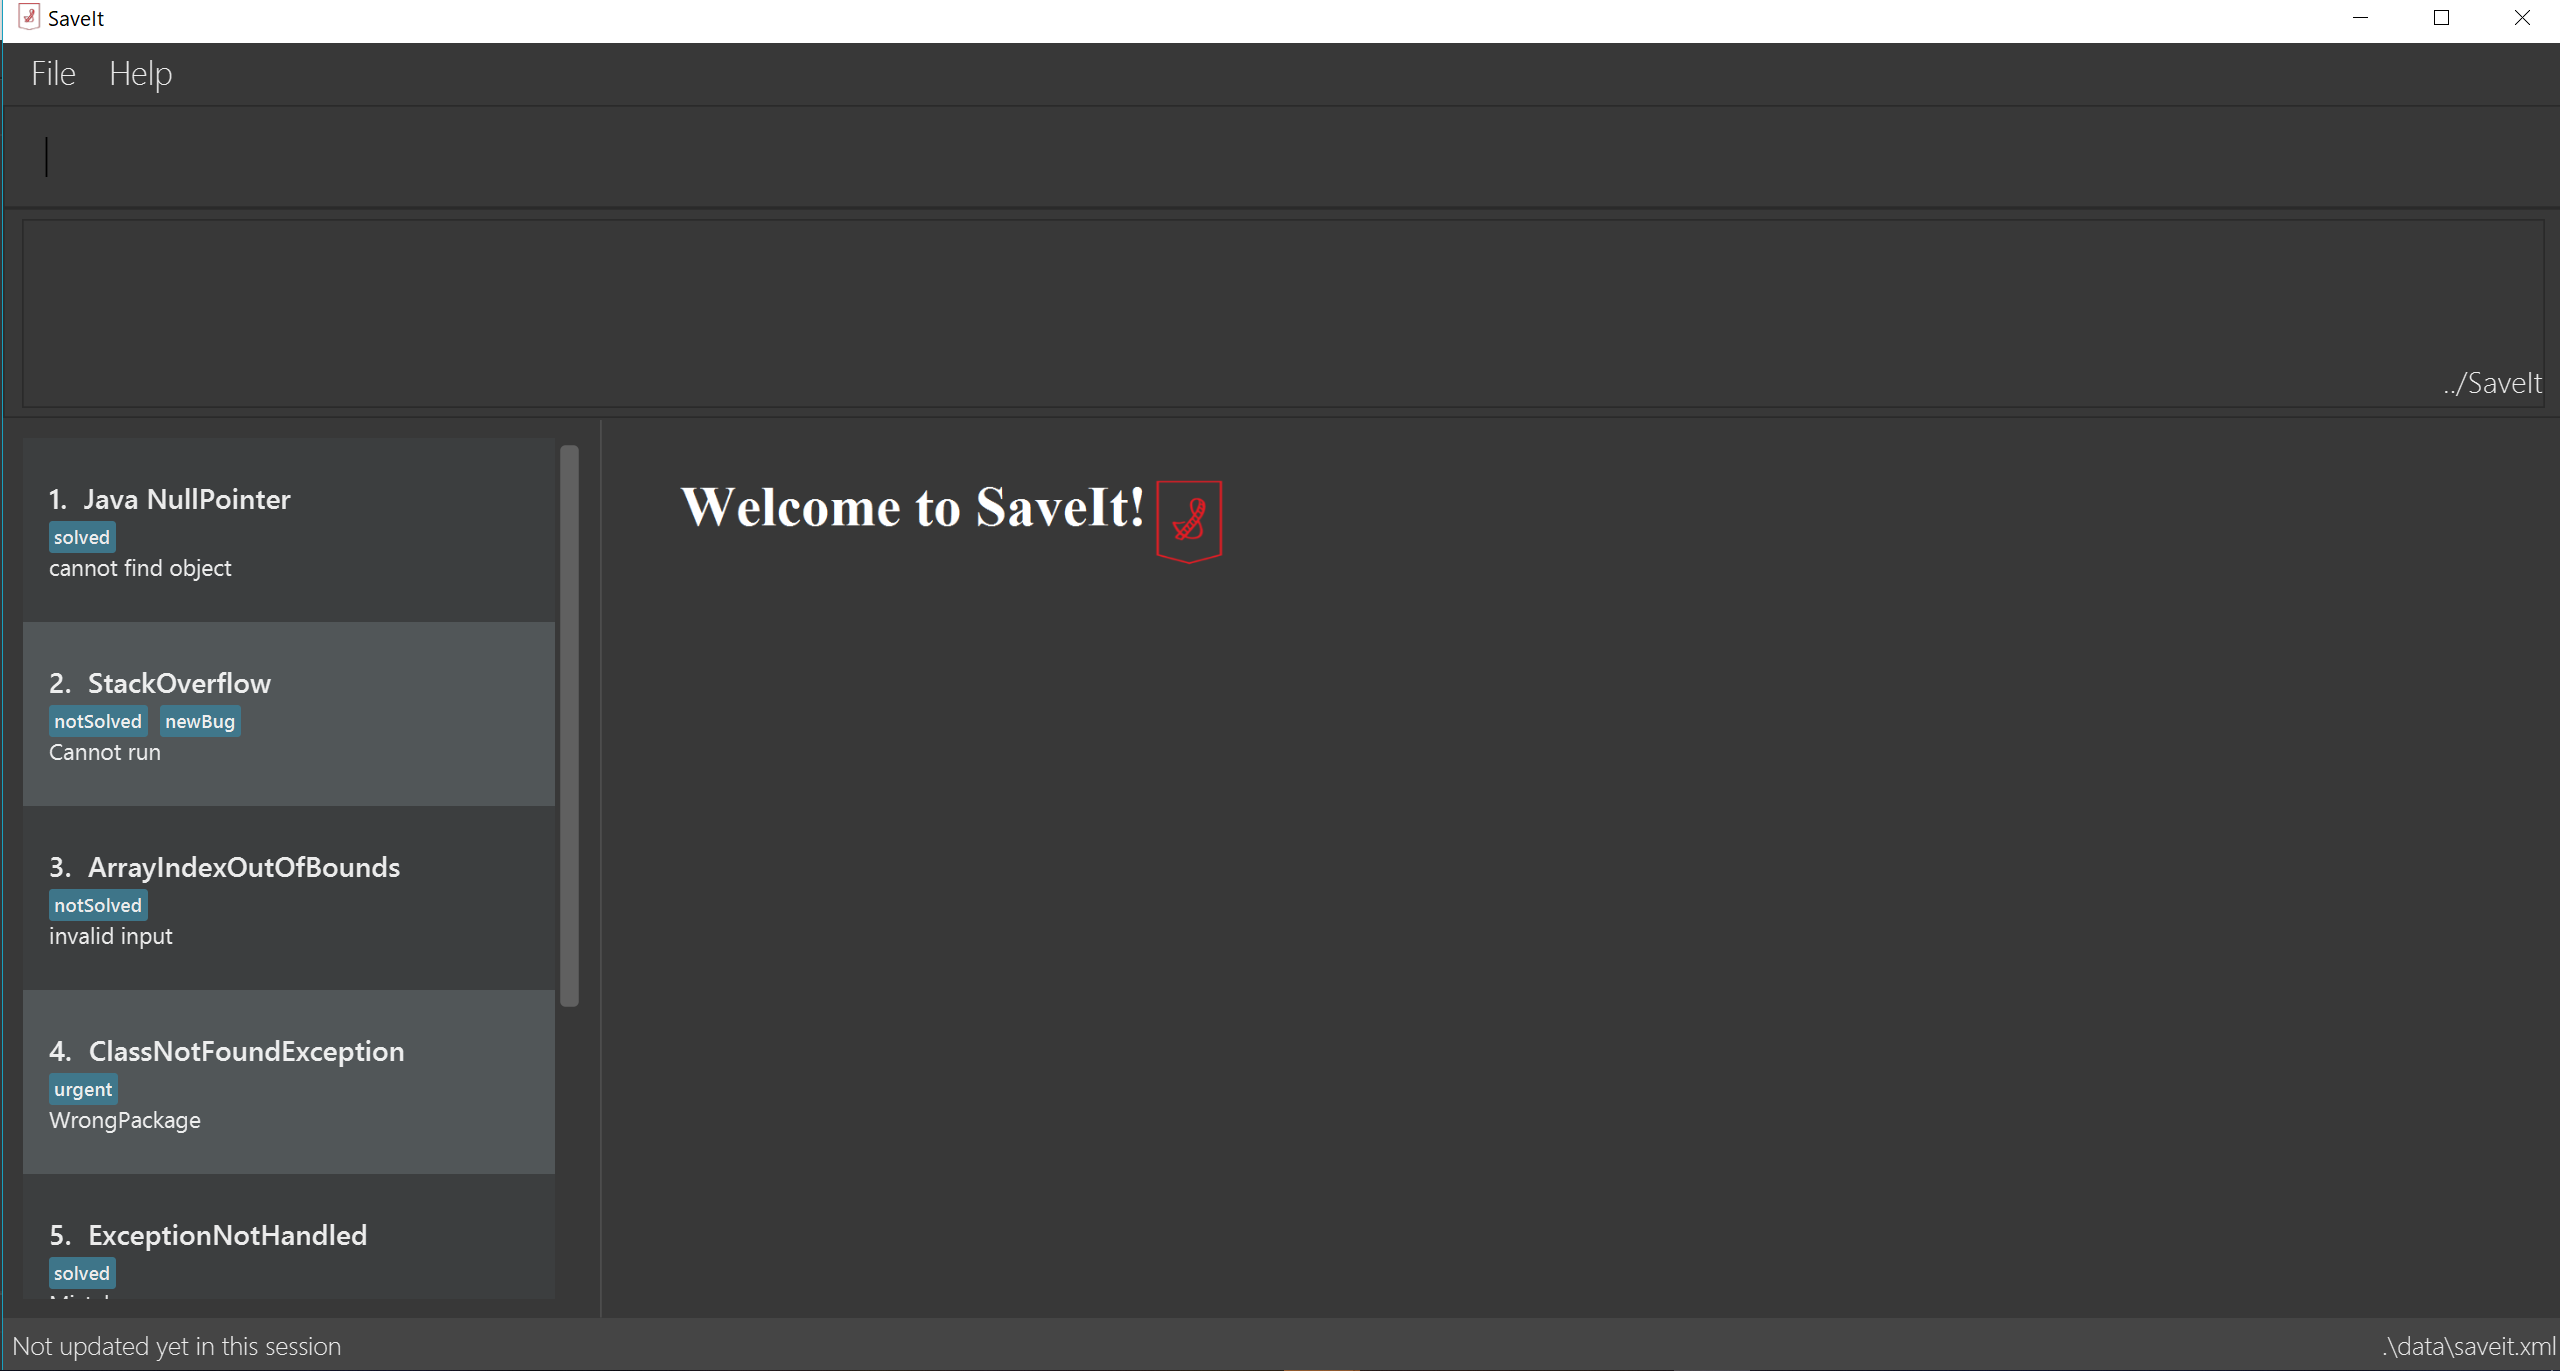 SaveIt
File Help
../SaveIt
1. Java NullPointer
solved
cannot find object
2. StackOverflow
notSolved newBug
Cannot run
3. ArrayIndexOutOfBounds
notSolved
invalid input
4. ClassNotFoundException
urgent
WrongPackage
5. ExceptionNotHandled
solved
Welcome to SaveIt!
Not updated yet in this session
.\data\saveit.xml